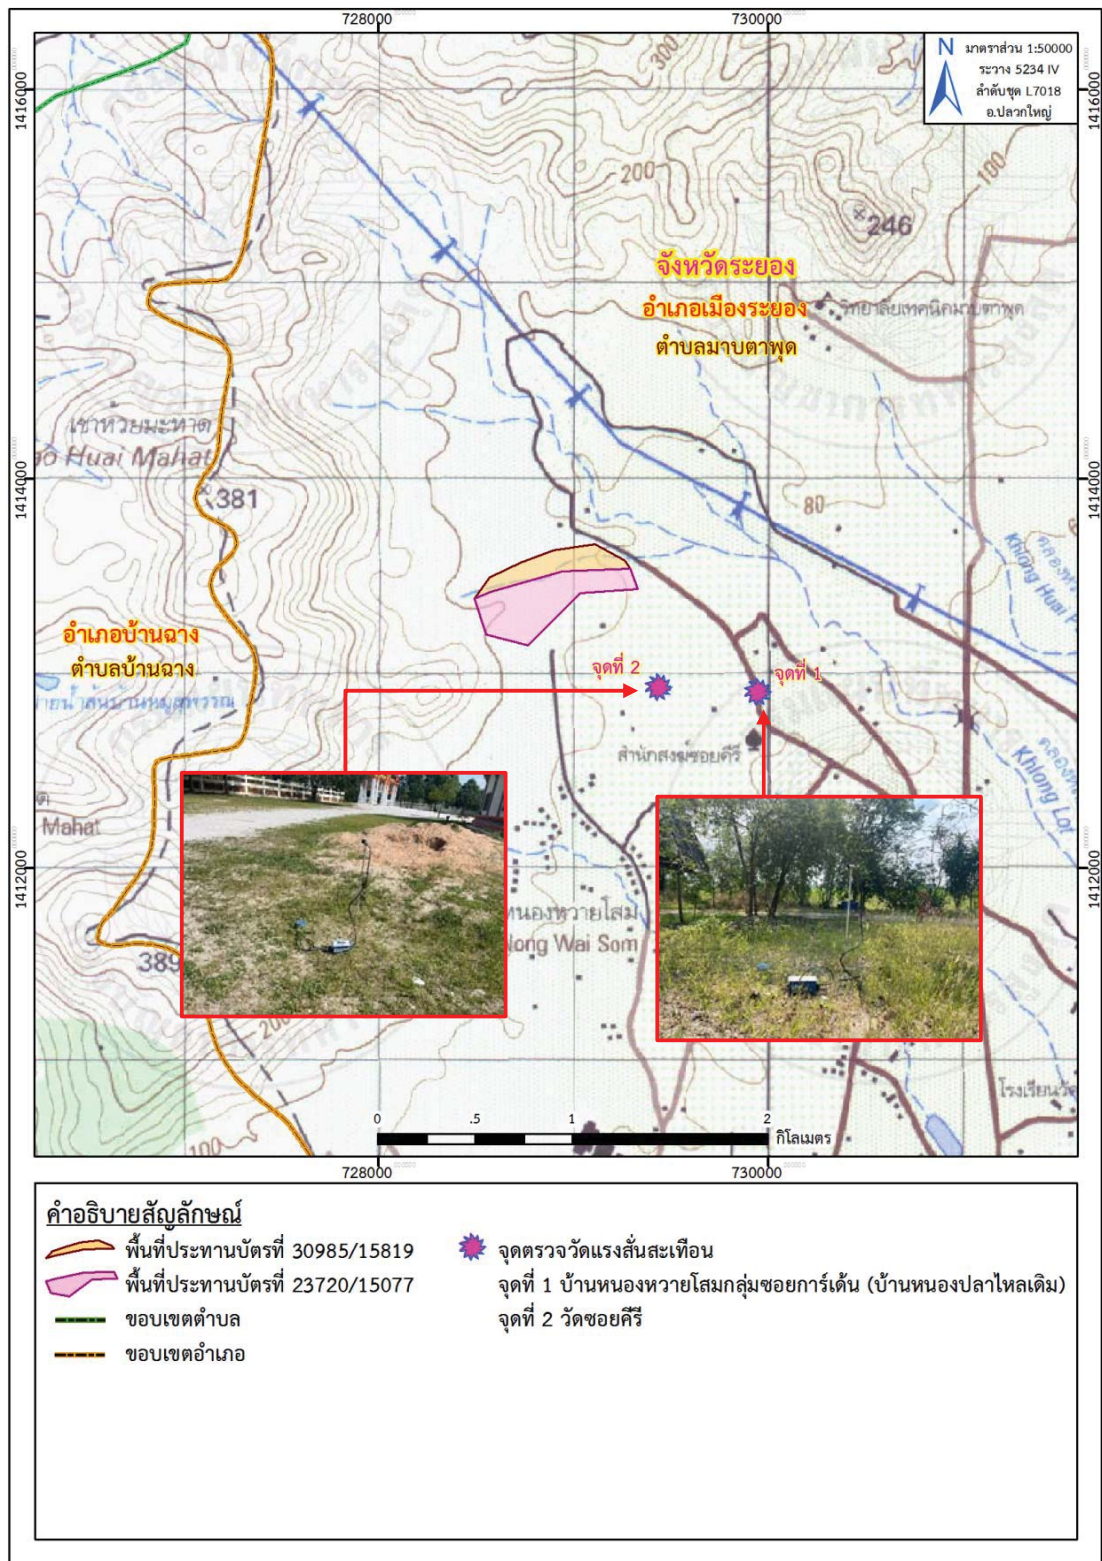 728000
730000
1416000
1416000
N
มาตราส่วน 1:50000
ระวาง 5234 IV
ลำดับชุด L7018
อ.ปลวกใหญ่
300
200
100
246
จังหวัดระยอง
อำเภอเมืองระยอง
ตำบลมาบตาพุด
วิทยาลัยเทคนิคมาบตาพุด
เขาห้วยมะหาด
ao Huai Mahat
381
1414000
1414000
80
Khlong Huai P
อำเภอบ้านฉาง
ตำบลบ้านฉาง
จุดที่ 2
จุดที่ 1
สำนักสงฆ์ซอยคีรี
Khlong Lot
Mahat
1412000
1412000
หนองหวายโสม
Nong Wai Som
389
200
100
โรงเรียนวัด
0
.5
1
2
กิโลเมตร
728000
730000
คำอธิบายสัญลักษณ์
พื้นที่ประทานบัตรที่ 30985/15819
พื้นที่ประทานบัตรที่ 23720/15077
ขอบเขตตำบล
ขอบเขตอำเภอ
จุดตรวจวัดแรงสั่นสะเทือน
จุดที่ 1 บ้านหนองหวายโสมกลุ่มซอยการ์เด้น (บ้านหนองปลาไหลเดิม)
จุดที่ 2 วัดซอยคีรี